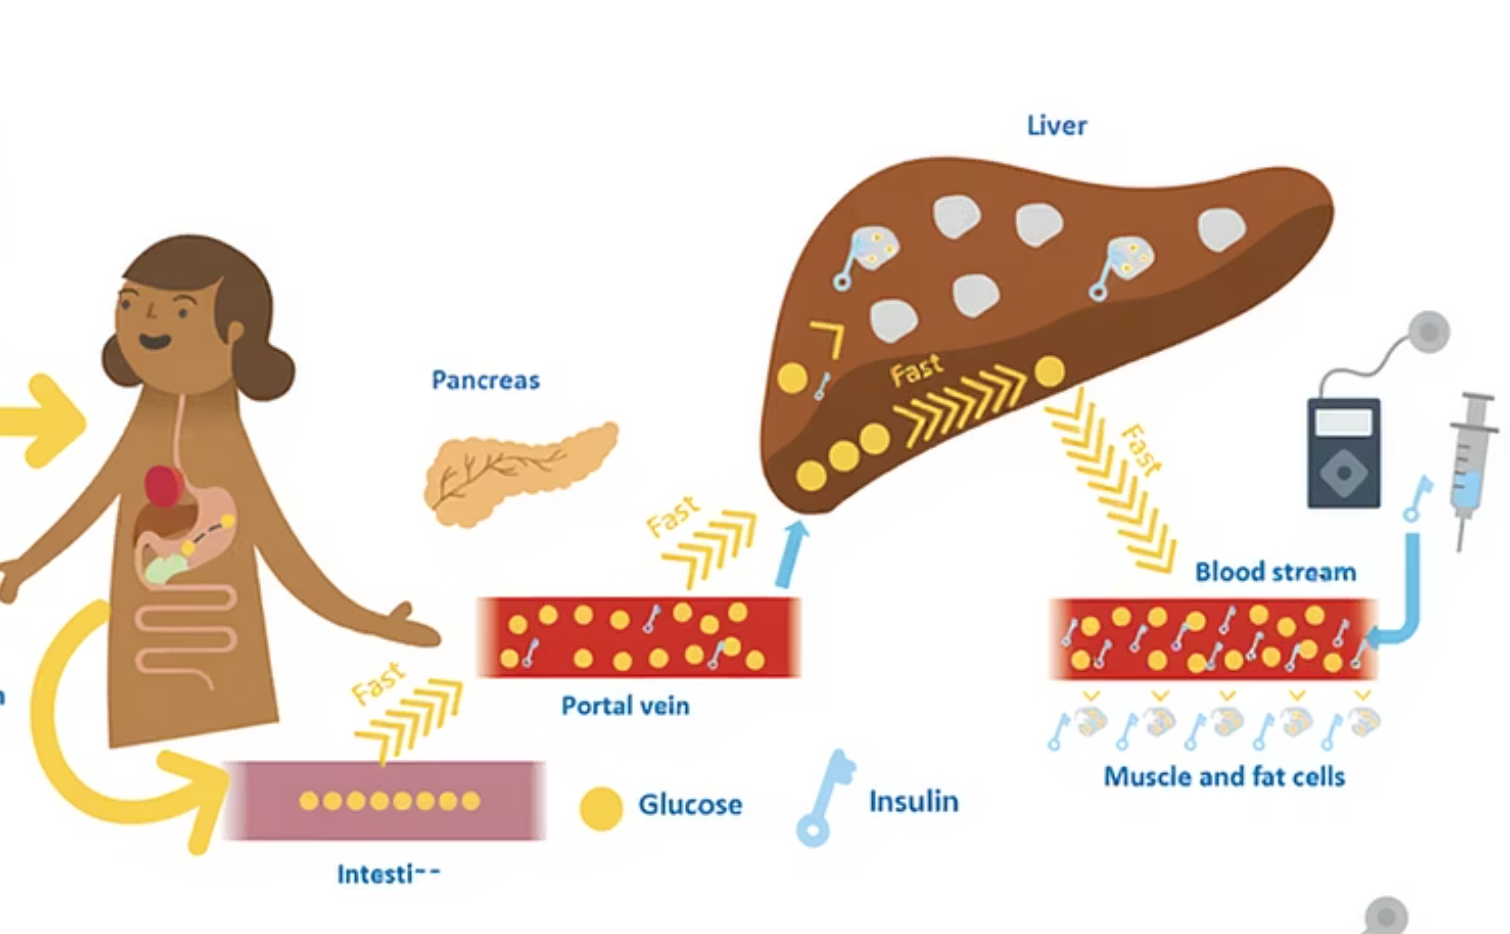 Liver
Pancreas
Fast
Fast
Fast
Blood stream
Fast
Portal vein
Muscle and fat cells
Glucose
Insulin